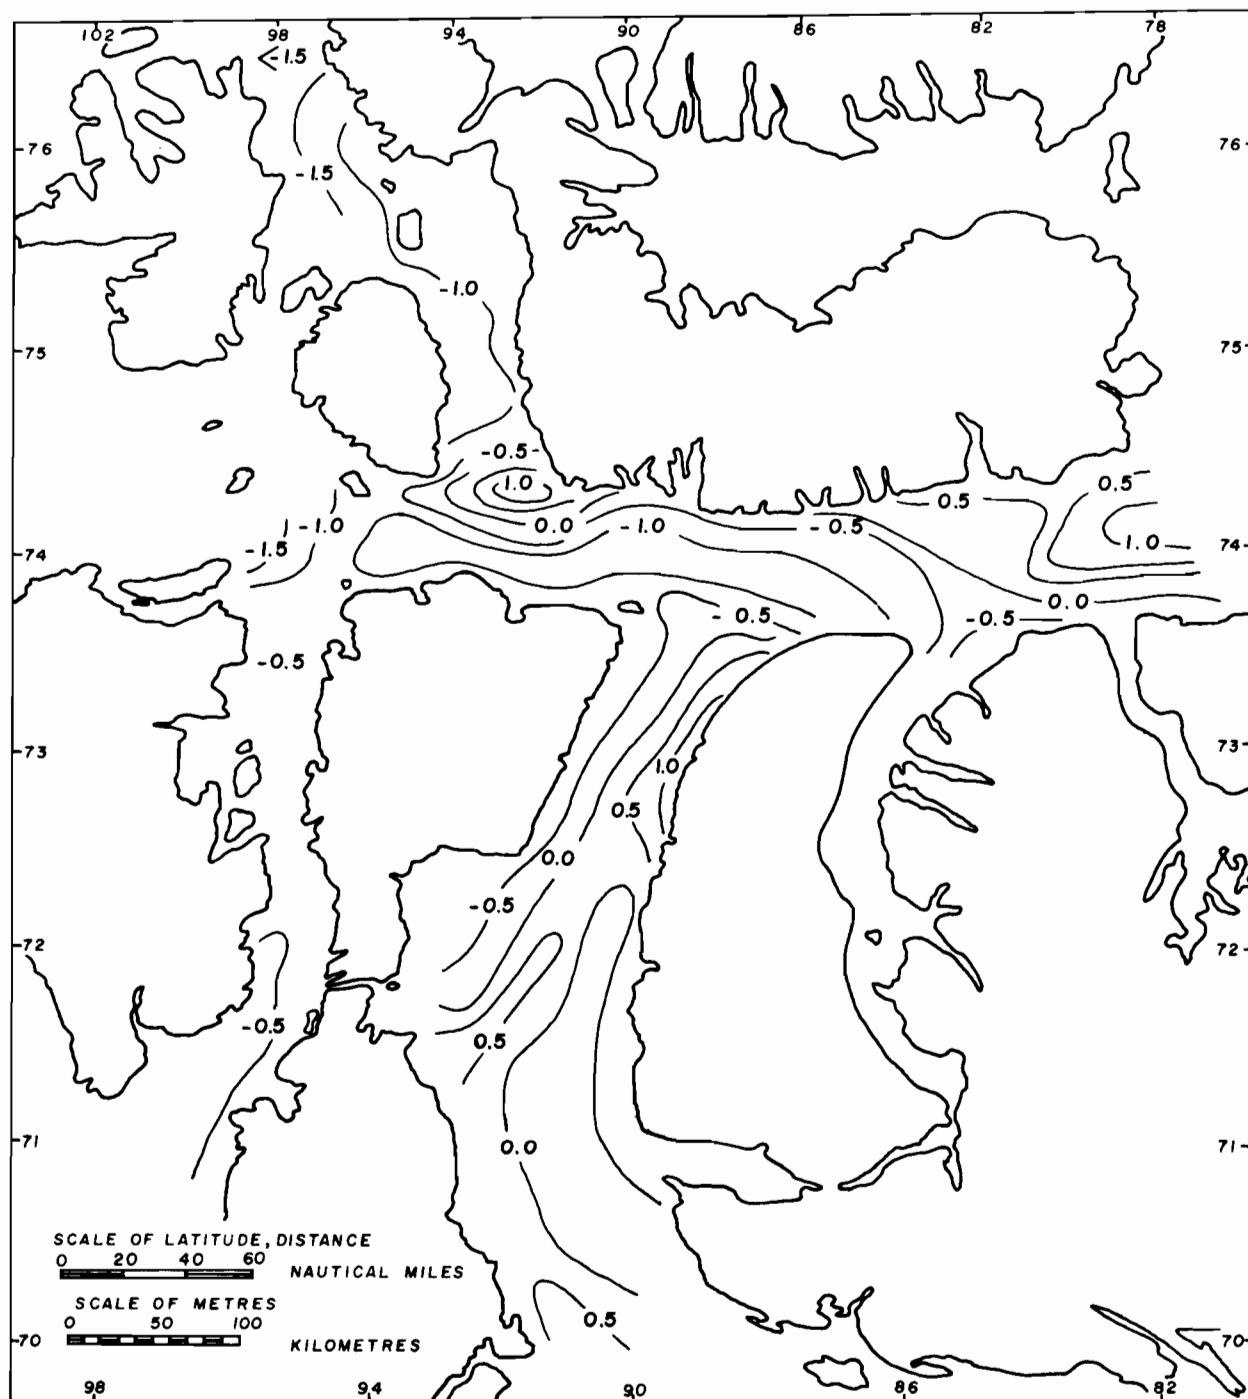 102 98 94 90 86 82 78
<-1.5
76 76
-1.5
-1.0
75 75
-0.5-
1.0 0.5
0.5
-1.0 0.0 -1.0 -0.5
74 -1.5 1.0 74
0.0
-0.5 -0.5
-0.5
73 1.0 73
0.5
0.0
-0.5
72 72
-0.5 0.5
71 0.0 71
SCALE OF LATITUDE, DISTANCE
0 20 40 60
NAUTICAL MILES
SCALE OF METRES
0 50 100
KILOMETRES
0.5
70 70
98 94 90 86 82